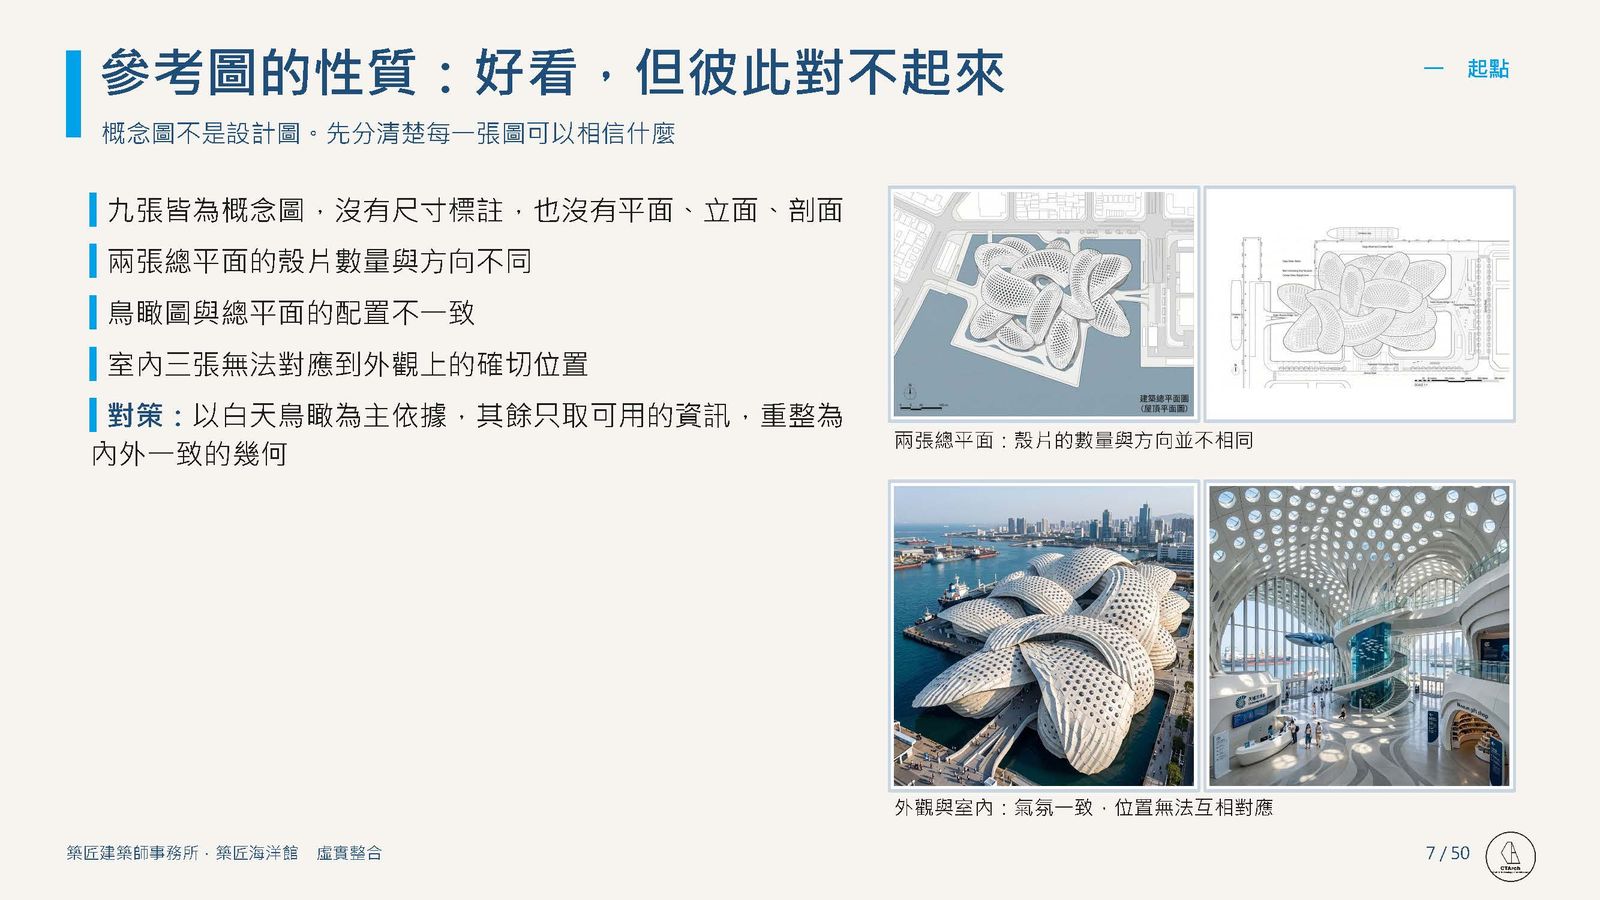 參考圖的性質：好看，但彼此對不起來
一　起點
概念圖不是設計圖。先分清楚每一張圖可以相信什麼
九張皆為概念圖，沒有尺寸標註，也沒有平面、立面、剖面
兩張總平面的殼片數量與方向不同
鳥瞰圖與總平面的配置不一致
室內三張無法對應到外觀上的確切位置
對策：以白天鳥瞰為主依據，其餘只取可用的資訊，重整為
內外一致的幾何
建築總平面圖
(屋頂平面圖)
兩張總平面：殼片的數量與方向並不相同
外觀與室內：氣氛一致，位置無法互相對應
築匠建築師事務所．築匠海洋館　虛實整合
7 / 50
CTArch